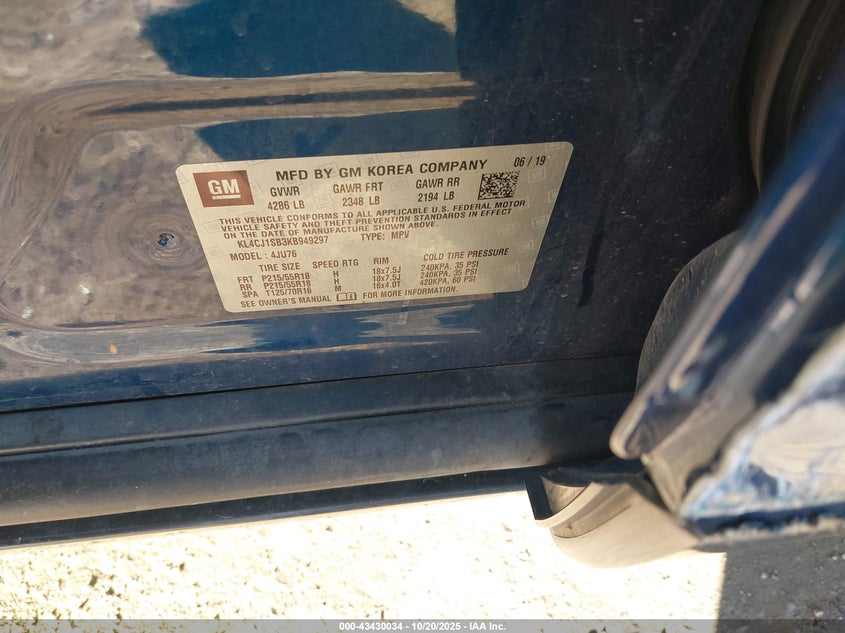 GM
MFD BY GM KOREA COMPANY 06 / 19
GVWR GAWR FRT GAWR RR
4286 LB 2348 LB 2194 LB
THIS VEHICLE CONFORMS TO ALL APPLICABLE U.S. FEDERAL MOTOR
VEHICLE SAFETY AND THEFT PREVENTION STANDARDS IN EFFECT
ON THE DATE OF MANUFACTURE SHOWN ABOVE.
KL4CJ1SB3KB949297 TYPE: MPV
MODEL : 4JU76
TIRE SIZE SPEED RTG RIM COLD TIRE PRESSURE
FRT P215/55R18 H 18x7.5J 240KPA, 35 PSI
RR P215/55R18 H 18x7.5J 240KPA, 35 PSI
SPA T125/70R16 M 16x4.0T 420KPA, 60 PSI
SEE OWNER'S MANUAL FOR MORE INFORMATION.
000-43430034 - 10/20/2025 - IAA Inc.